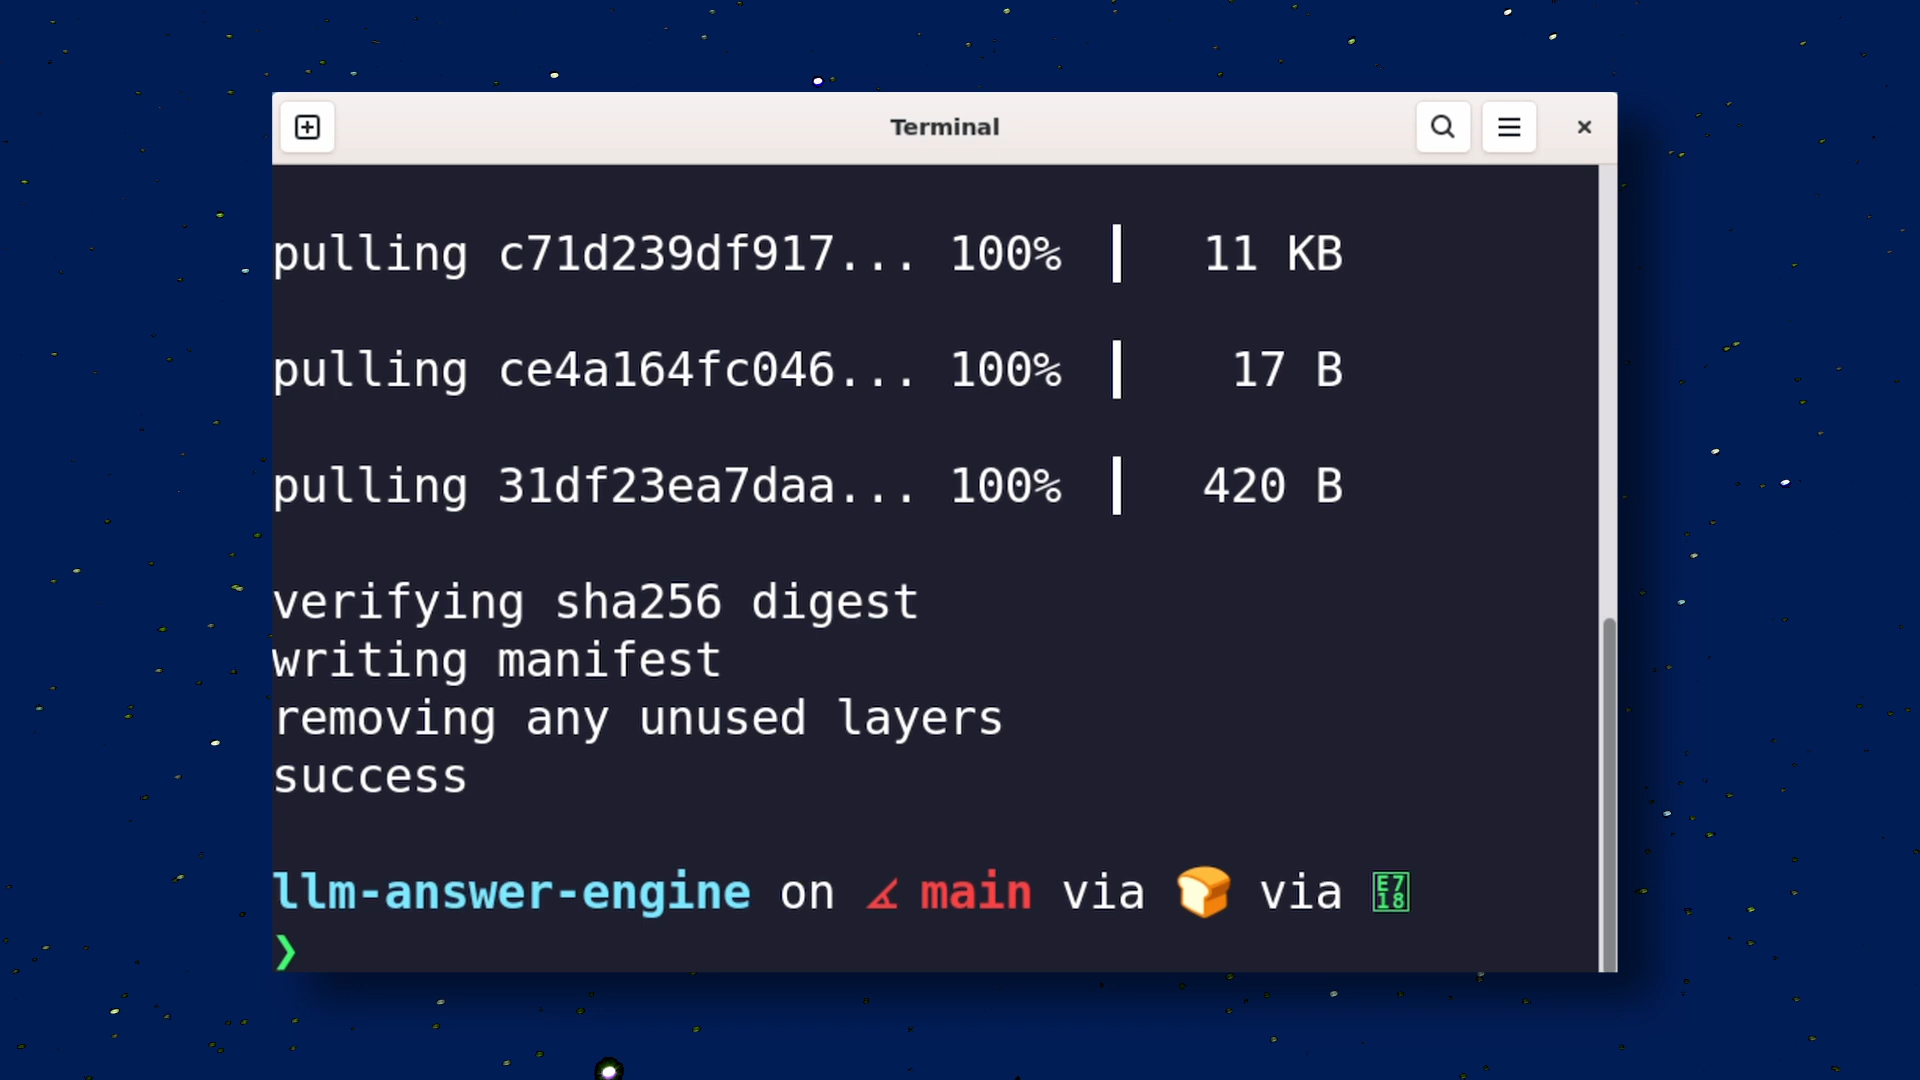 Terminal
pulling c71d239df917... 100% ▏ 11 KB
pulling ce4a164fc046... 100% ▏ 17 B
pulling 31df23ea7daa... 100% ▏ 420 B
verifying sha256 digest
writing manifest
removing any unused layers
success
llm-answer-engine on main via 🍞 via E718
❯